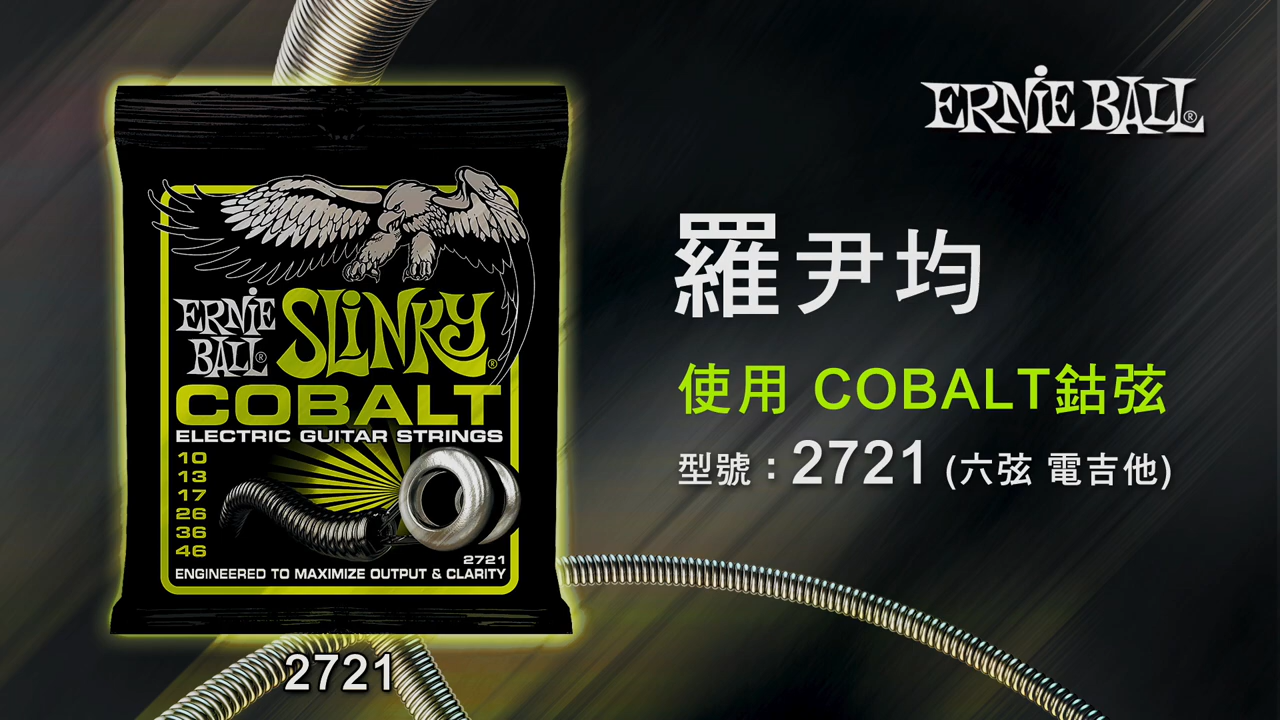 ERNIE BALL®
羅尹均
使用 COBALT鈷弦
型號：2721 (六弦 電吉他)
ERNIE BALL® SLINKY®
COBALT
ELECTRIC GUITAR STRINGS
10
13
17
26
36
46
2721
ENGINEERED TO MAXIMIZE OUTPUT & CLARITY
2721